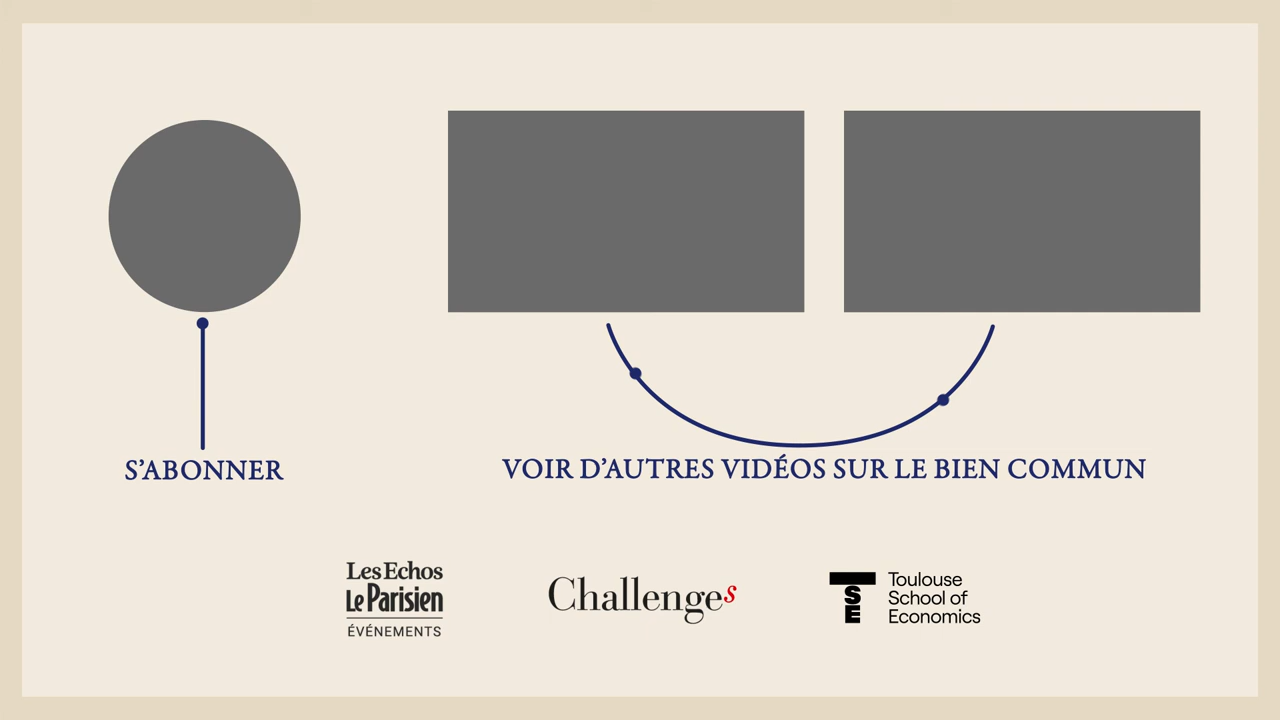 S’ABONNER
VOIR D’AUTRES VIDÉOS SUR LE BIEN COMMUN
Les Echos
Le Parisien
ÉVÉNEMENTS
Challenges
TSE
Toulouse
School of
Economics